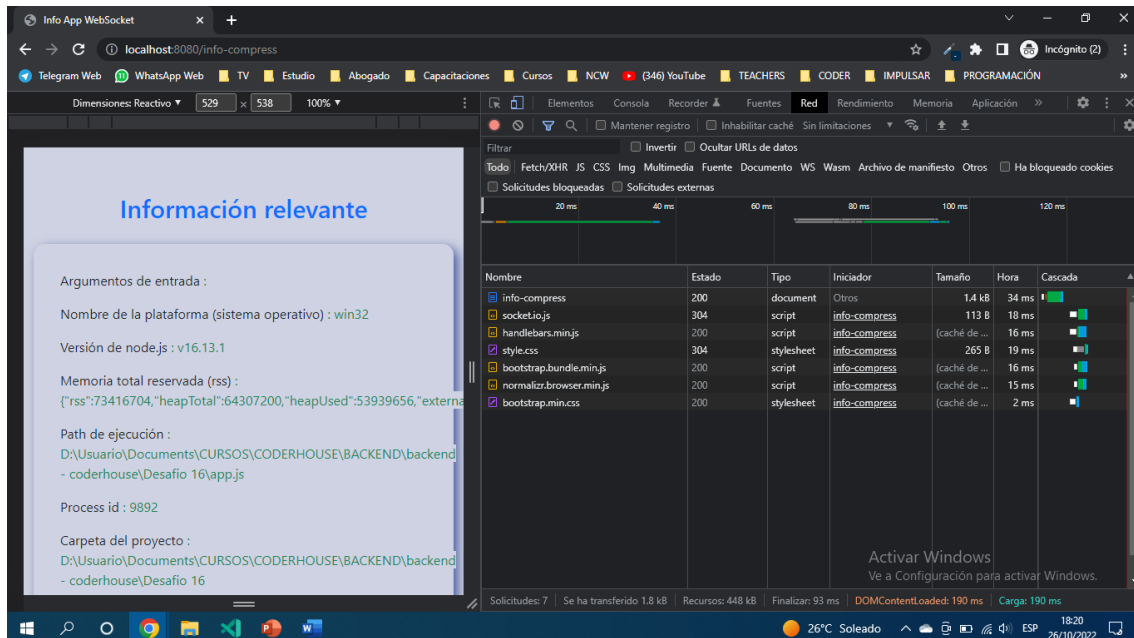 Info App WebSocket
localhost:8080/info-compress
Incógnito (2)
Telegram Web WhatsApp Web TV Estudio Abogado Capacitaciones Cursos NCW (346) YouTube TEACHERS CODER IMPULSAR PROGRAMACIÓN »
Dimensiones: Reactivo ▼ 529 × 538 100% ▼
Elementos Consola Recorder Fuentes Red Rendimiento Memoria Aplicación »
Mantener registro Inhabilitar caché Sin limitaciones ▼
Filtrar Invertir Ocultar URLs de datos
Todo Fetch/XHR JS CSS Img Multimedia Fuente Documento WS Wasm Archivo de manifiesto Otros Ha bloqueado cookies
Solicitudes bloqueadas Solicitudes externas
20 ms 40 ms 60 ms 80 ms 100 ms 120 ms
Nombre Estado Tipo Iniciador Tamaño Hora Cascada
info-compress 200 document Otros 1.4 kB 34 ms
socket.io.js 304 script info-compress 113 B 18 ms
handlebars.min.js 200 script info-compress (caché de ... 16 ms
style.css 304 stylesheet info-compress 265 B 19 ms
bootstrap.bundle.min.js 200 script info-compress (caché de ... 16 ms
normalizr.browser.min.js 200 script info-compress (caché de ... 15 ms
bootstrap.min.css 200 stylesheet info-compress (caché de ... 2 ms
Información relevante
Argumentos de entrada :
Nombre de la plataforma (sistema operativo) : win32
Versión de node.js : v16.13.1
Memoria total reservada (rss) :
{"rss":73416704,"heapTotal":64307200,"heapUsed":53939656,"externa
Path de ejecución :
D:\Usuario\Documents\CURSOS\CODERHOUSE\BACKEND\backend
- coderhouse\Desafio 16\app.js
Process id : 9892
Carpeta del proyecto :
D:\Usuario\Documents\CURSOS\CODERHOUSE\BACKEND\backend
- coderhouse\Desafio 16
Activar Windows
Ve a Configuración para activar Windows.
Solicitudes: 7 Se ha transferido 1.8 kB Recursos: 448 kB Finalizar: 93 ms DOMContentLoaded: 190 ms Carga: 190 ms
26°C Soleado ESP 18:20
26/10/2022